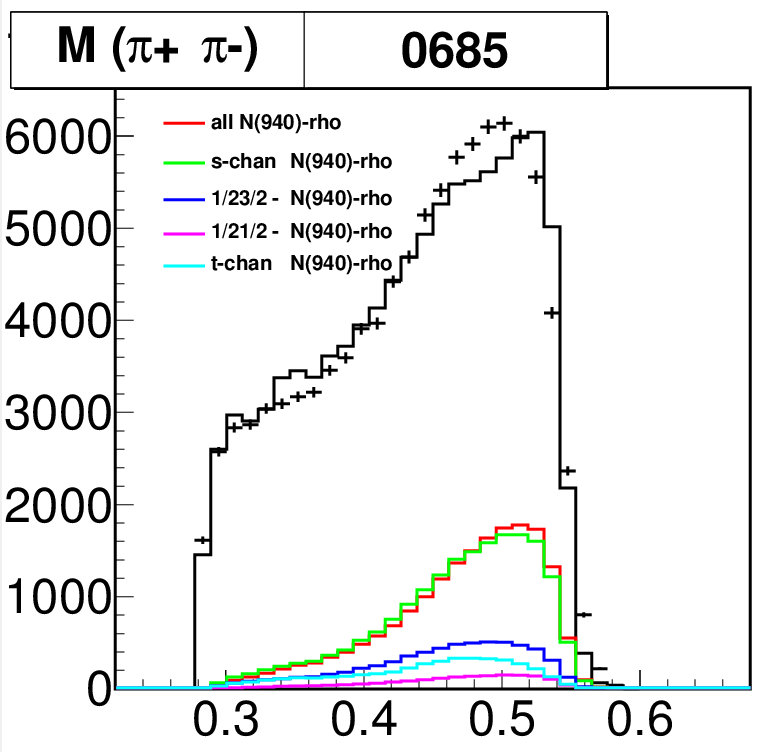 M (π+ π-) 0685
all N(940)-rho
s-chan N(940)-rho
1/23/2 - N(940)-rho
1/21/2 - N(940)-rho
t-chan N(940)-rho
6000
5000
4000
3000
2000
1000
0
0.3 0.4 0.5 0.6